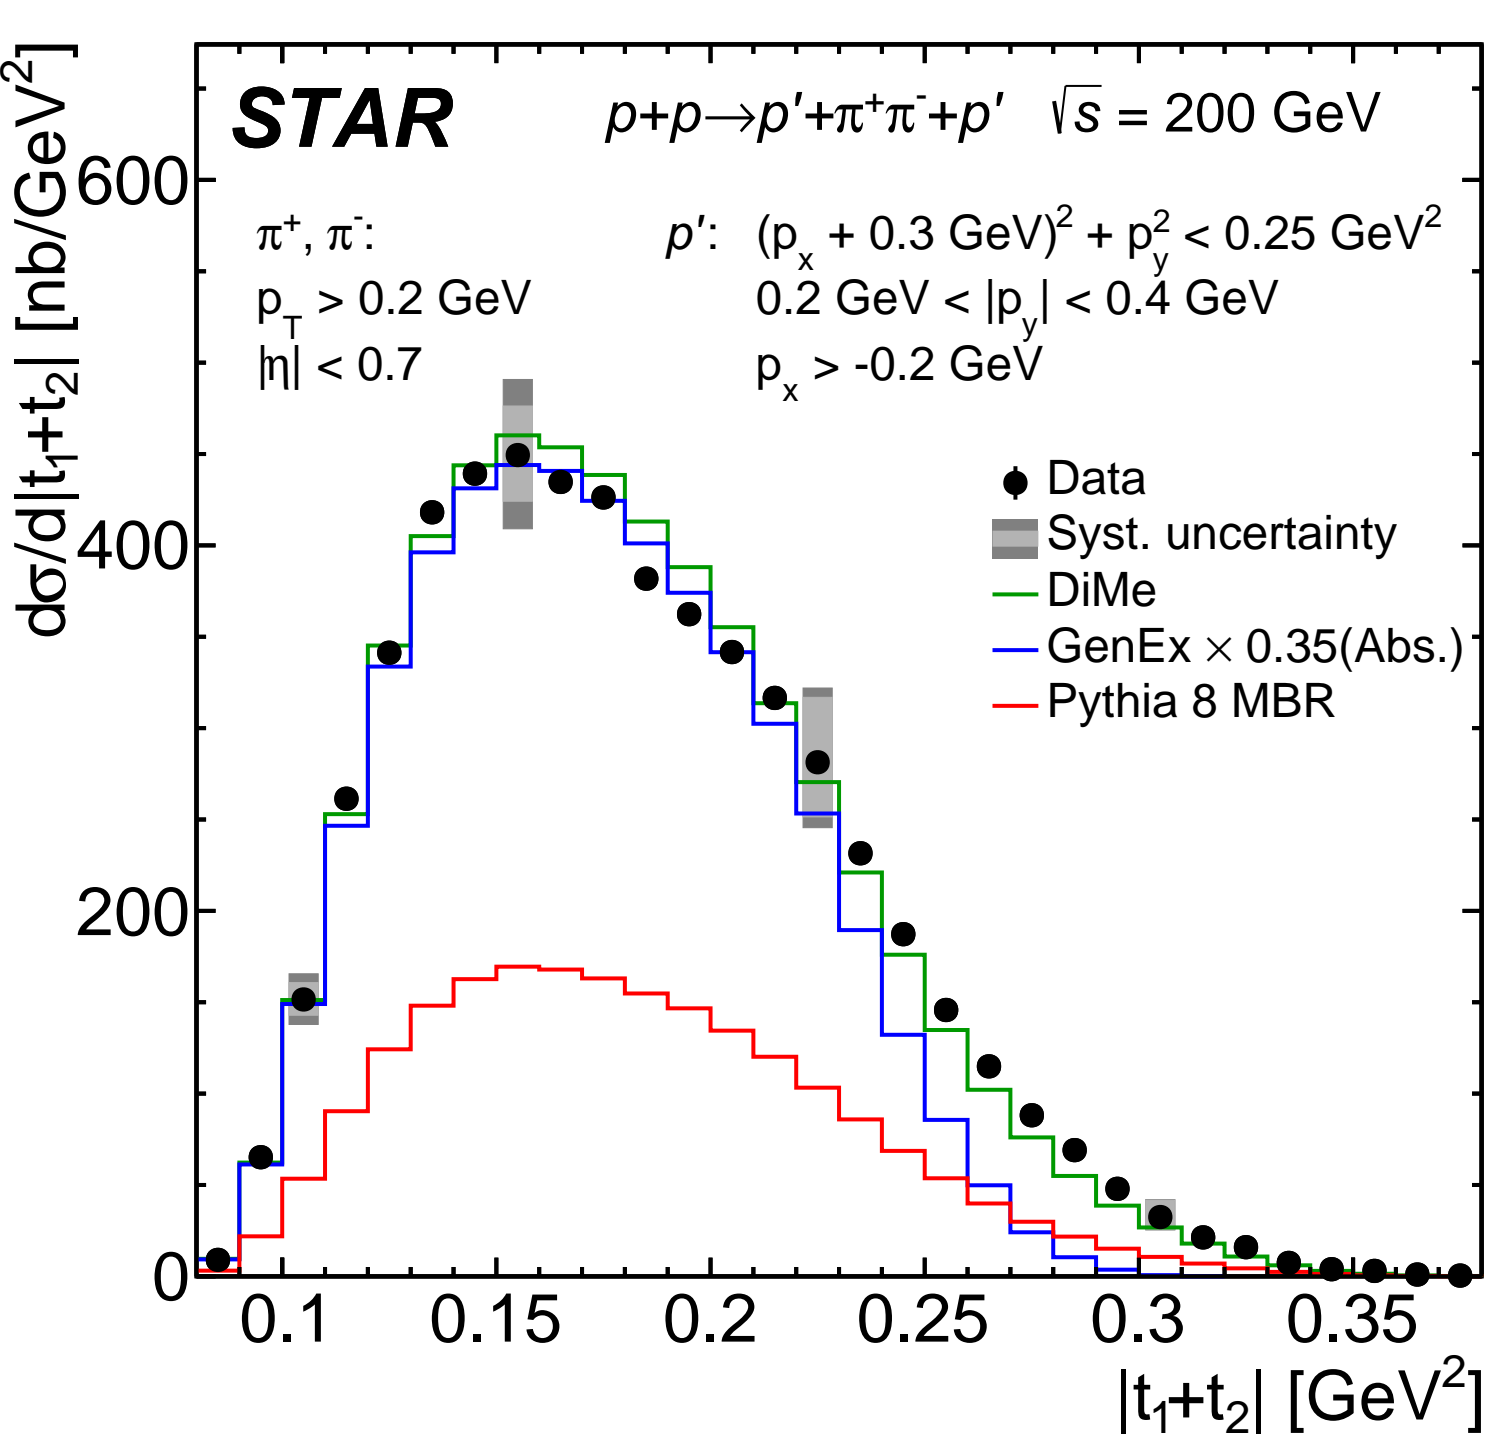 STAR p+p→p′+π⁺π⁻+p′ √s = 200 GeV
π⁺, π⁻: p′: (pₓ + 0.3 GeV)² + p_y² < 0.25 GeV²
p_T > 0.2 GeV 0.2 GeV < |p_y| < 0.4 GeV
|η| < 0.7 pₓ > -0.2 GeV
Data
Syst. uncertainty
DiMe
GenEx × 0.35(Abs.)
Pythia 8 MBR
dσ/d|t₁+t₂| [nb/GeV²]
600
400
200
0
0.1 0.15 0.2 0.25 0.3 0.35
|t₁+t₂| [GeV²]